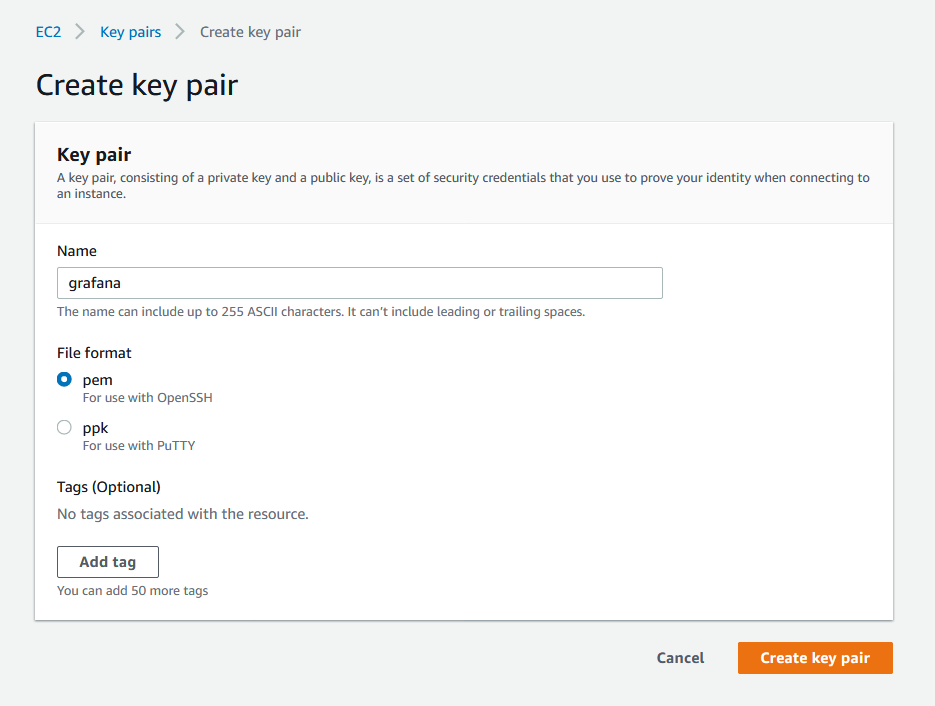 EC2 Key pairs Create key pair
Create key pair
Key pair
A key pair, consisting of a private key and a public key, is a set of security credentials that you use to prove your identity when connecting to
an instance.
Name
grafana
The name can include up to 255 ASCII characters. It can’t include leading or trailing spaces.
File format
pem
For use with OpenSSH
ppk
For use with PuTTY
Tags (Optional)
No tags associated with the resource.
Add tag
You can add 50 more tags
Cancel Create key pair